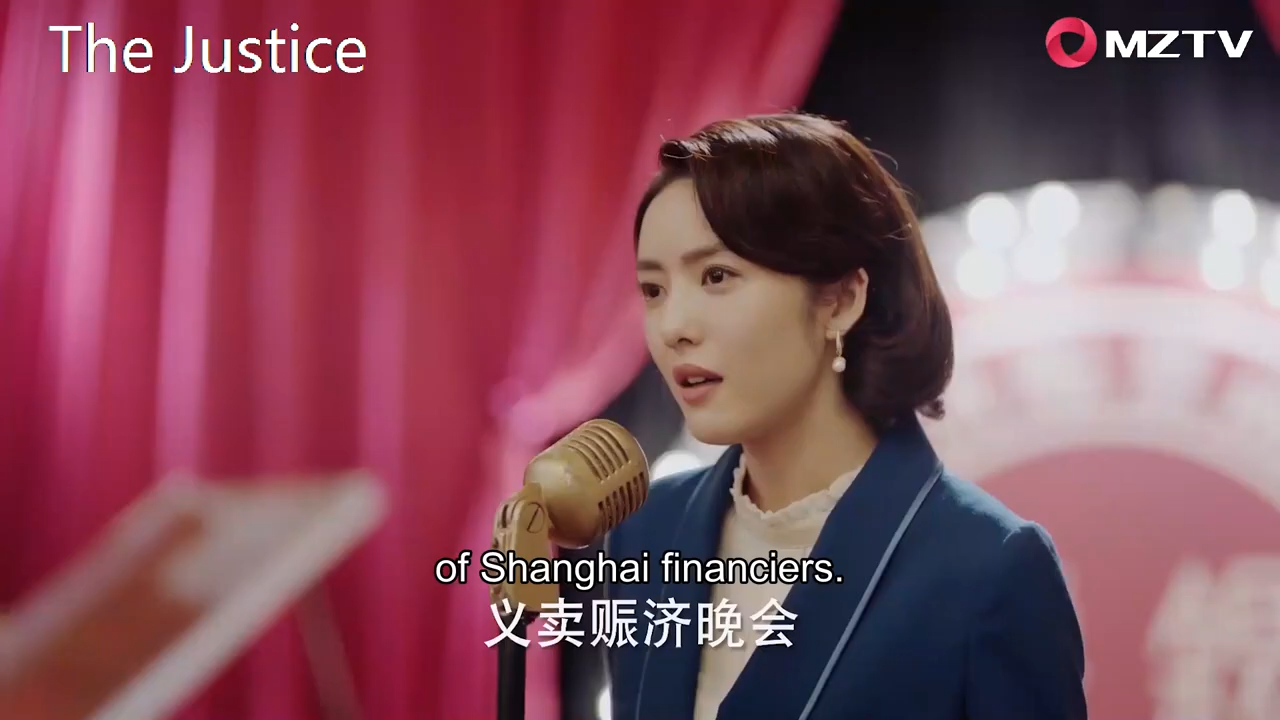 The Justice
MZTV
of Shanghai financiers.
义卖赈济晚会